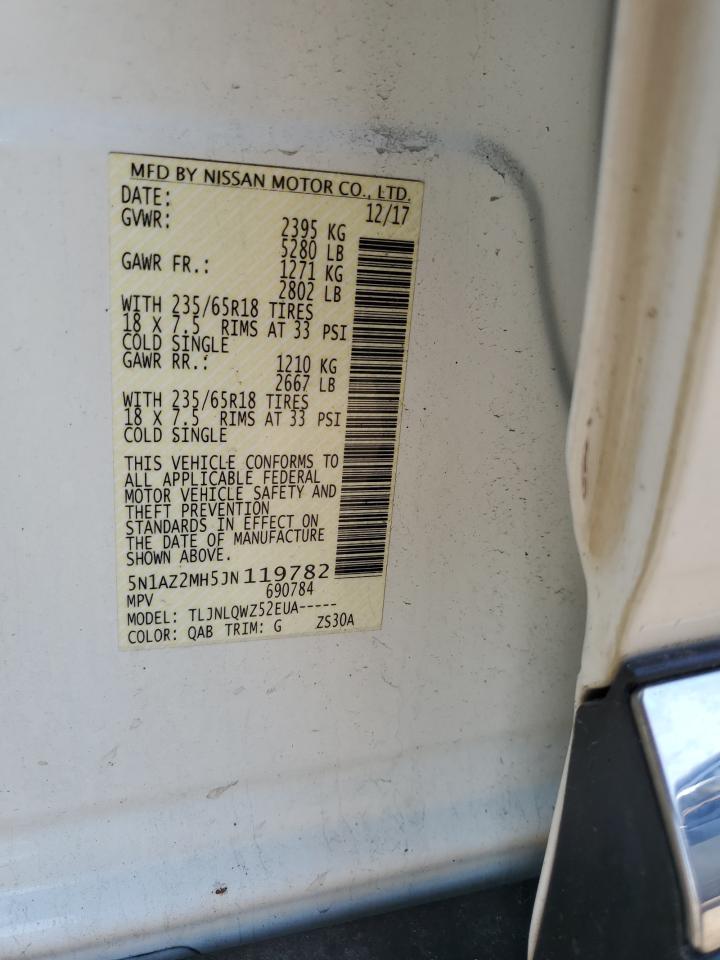 MFD BY NISSAN MOTOR CO., LTD.
DATE: 12/17
GVWR: 2395 KG
5280 LB
GAWR FR.: 1271 KG
2802 LB
WITH 235/65R18 TIRES
18 X 7.5 RIMS AT 33 PSI
COLD SINGLE
GAWR RR.: 1210 KG
2667 LB
WITH 235/65R18 TIRES
18 X 7.5 RIMS AT 33 PSI
COLD SINGLE
THIS VEHICLE CONFORMS TO
ALL APPLICABLE FEDERAL
MOTOR VEHICLE SAFETY AND
THEFT PREVENTION
STANDARDS IN EFFECT ON
THE DATE OF MANUFACTURE
SHOWN ABOVE.
5N1AZ2MH5JN119782
MPV 690784
MODEL: TLJNLQWZ52EUA-----
COLOR: QAB TRIM: G ZS30A